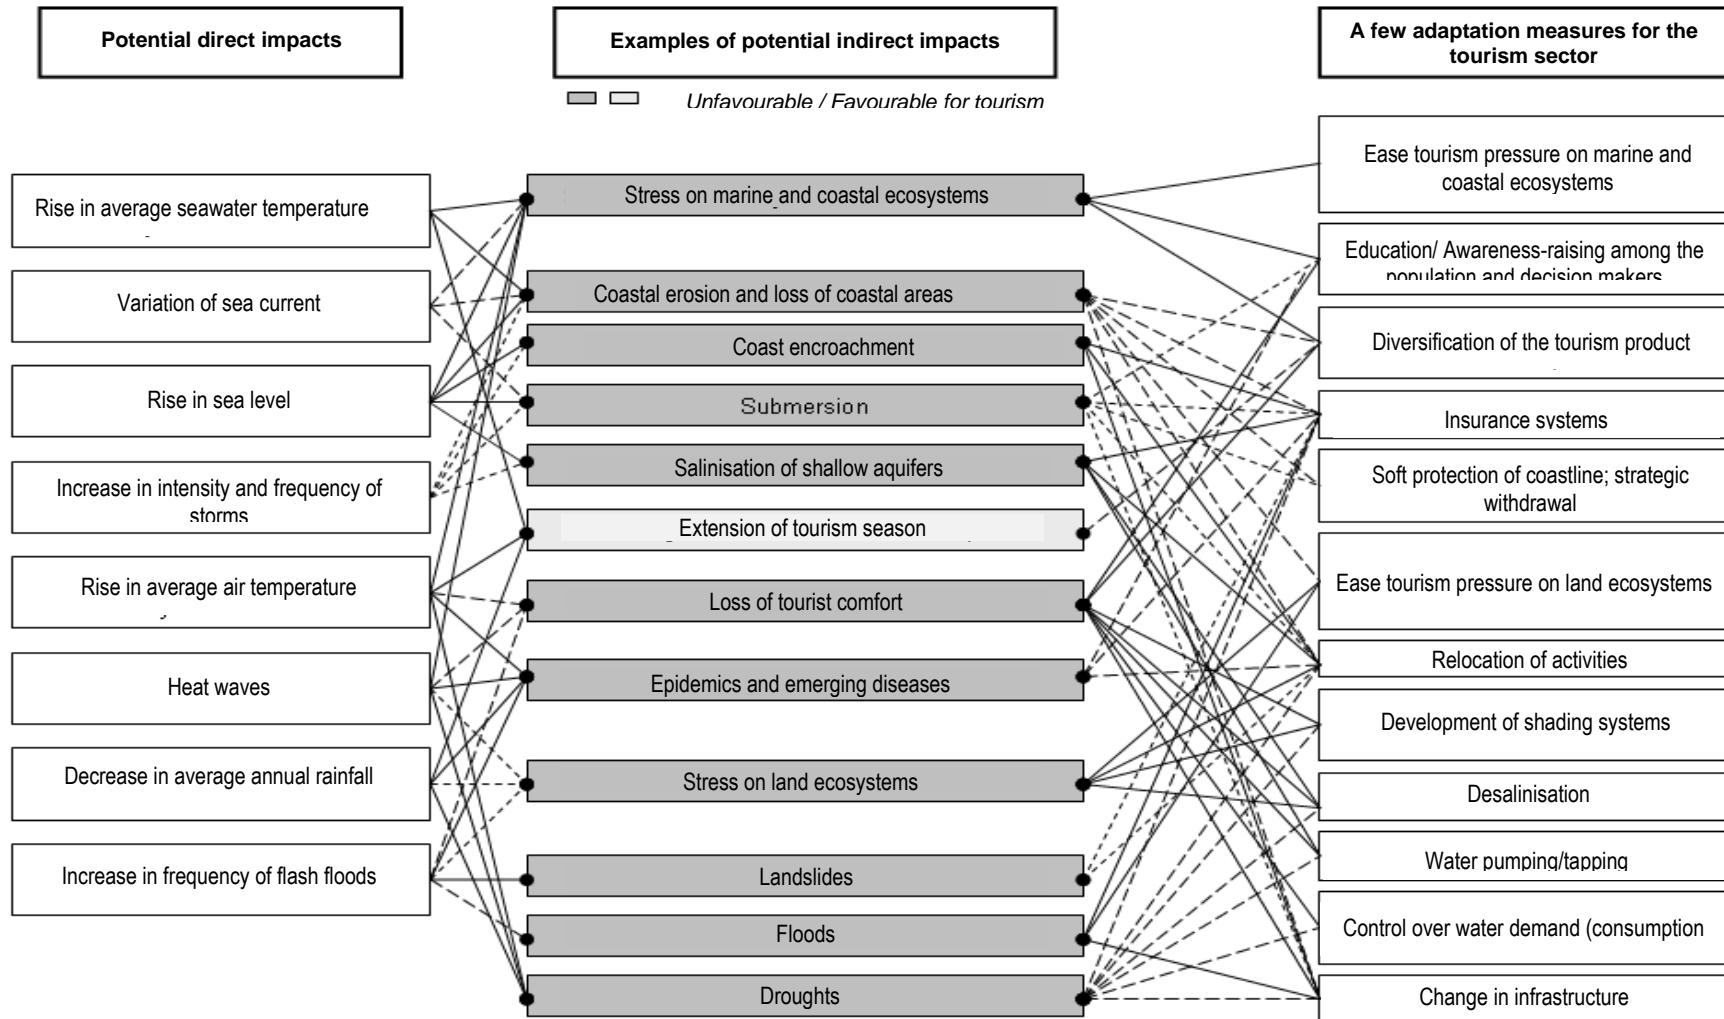 Potential direct impacts
Examples of potential indirect impacts
A few adaptation measures for the
tourism sector
Unfavourable / Favourable for tourism
Rise in average seawater temperature
Variation of sea current
Rise in sea level
Increase in intensity and frequency of
storms
Rise in average air temperature
Heat waves
Decrease in average annual rainfall
Increase in frequency of flash floods
Stress on marine and coastal ecosystems
Coastal erosion and loss of coastal areas
Coast encroachment
Submersion
Salinisation of shallow aquifers
Extension of tourism season
Loss of tourist comfort
Epidemics and emerging diseases
Stress on land ecosystems
Landslides
Floods
Droughts
Ease tourism pressure on marine and
coastal ecosystems
Education/ Awareness-raising among the
population and decision makers
Diversification of the tourism product
Insurance systems
Soft protection of coastline; strategic
withdrawal
Ease tourism pressure on land ecosystems
Relocation of activities
Development of shading systems
Desalinisation
Water pumping/tapping
Control over water demand (consumption
Change in infrastructure